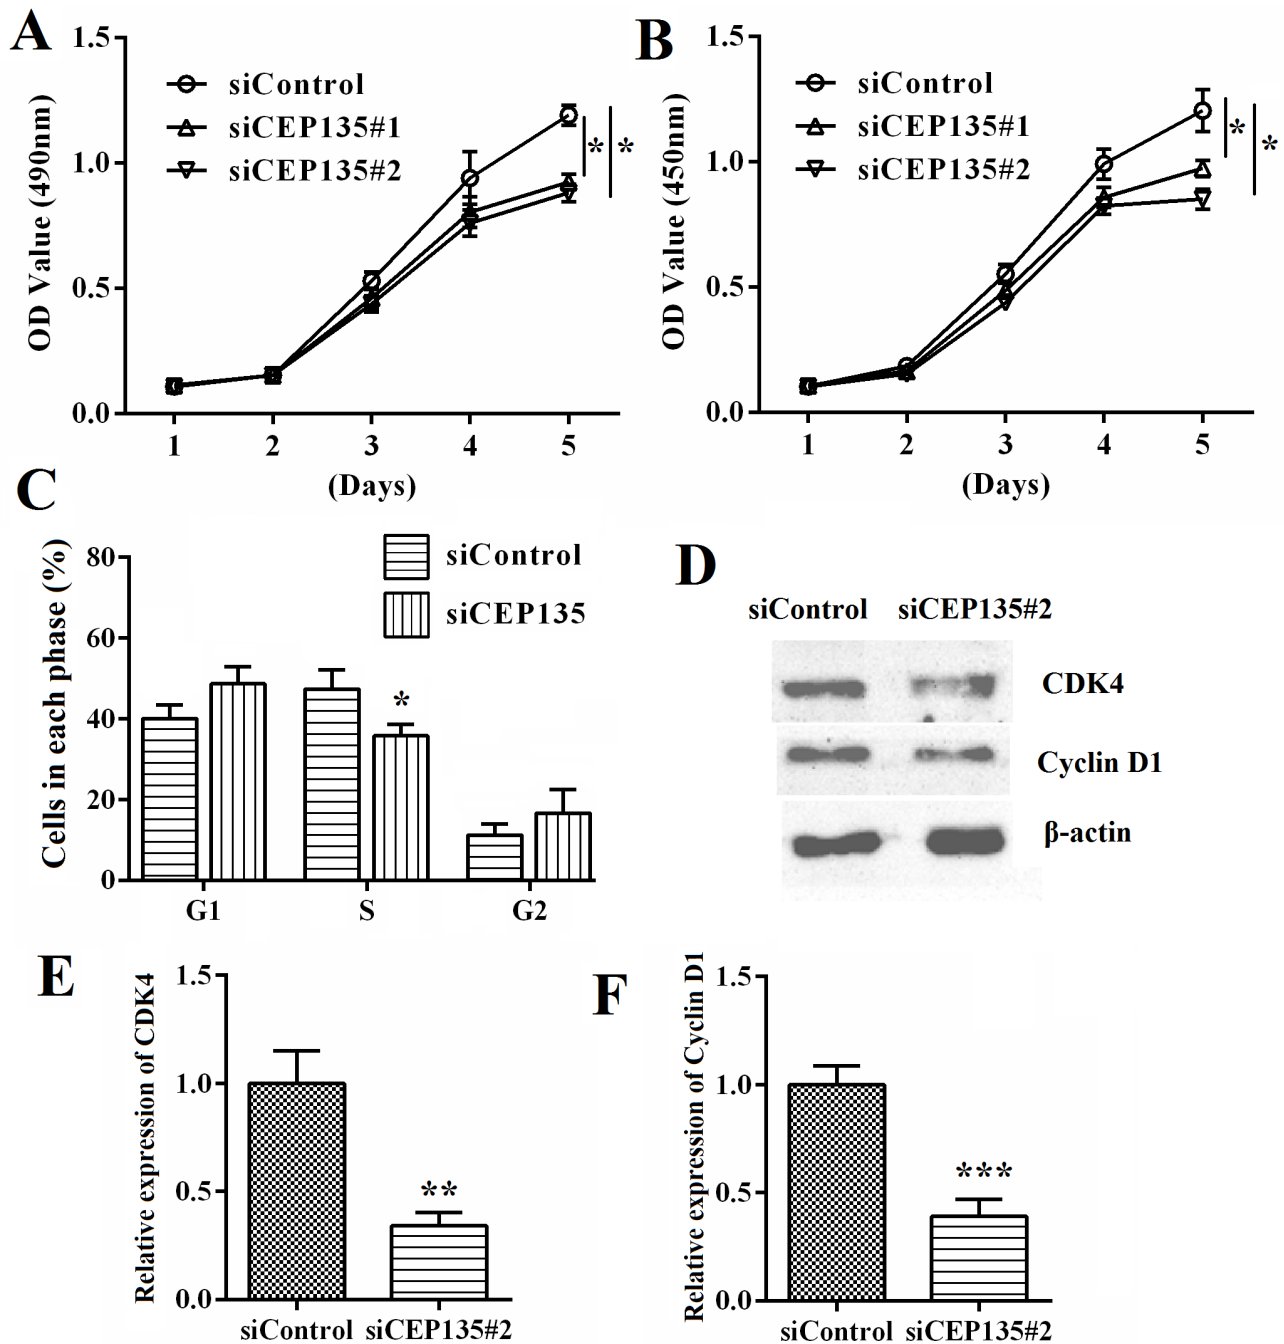 A
1.5
1.0
0.5
0.0
OD Value (490nm)
siControl
siCEP135#1
siCEP135#2
* *
1 2 3 4 5
(Days)
B
1.5
1.0
0.5
0.0
OD Value (450nm)
siControl
siCEP135#1
siCEP135#2
* *
1 2 3 4 5
(Days)
C
80
60
40
20
0
Cells in each phase (%)
siControl
siCEP135
*
G1 S G2
D
siControl siCEP135#2
CDK4
Cyclin D1
β-actin
E
1.5
1.0
0.5
0.0
Relative expression of CDK4
**
siControl siCEP135#2
F
1.5
1.0
0.5
0.0
Relative expression of Cyclin D1
***
siControl siCEP135#2